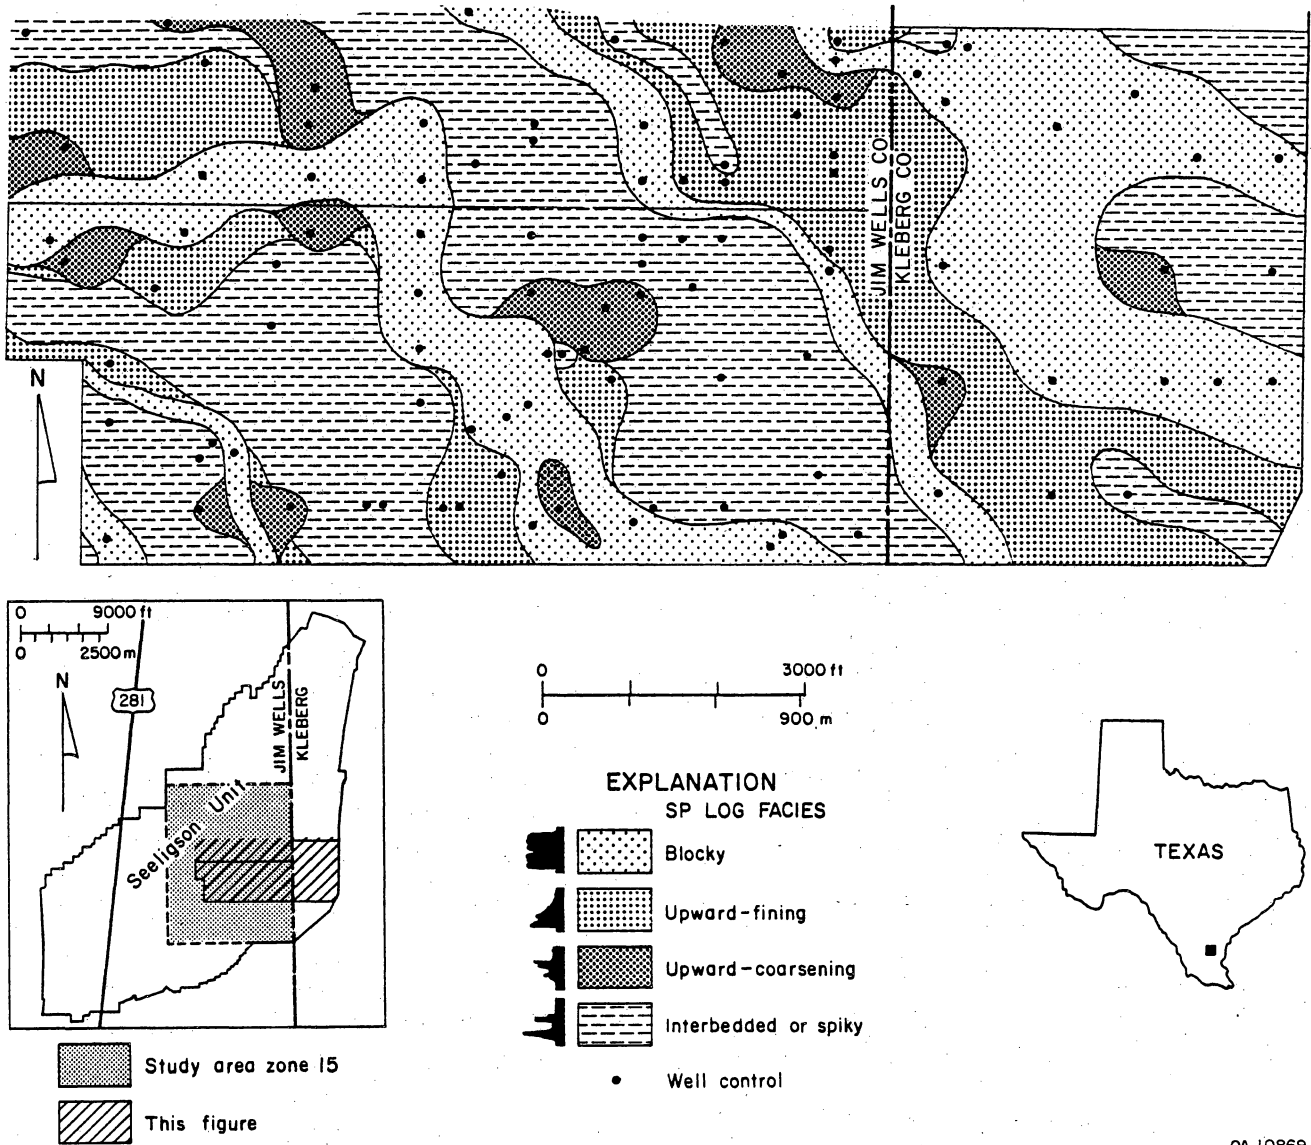 JIM WELLS CO
KLEBERG CO
N
0 9000 ft
0 2500 m
N
281
JIM WELLS
KLEBERG
Seeligson Unit
Study area zone 15
This figure
0 3000 ft
0 900 m
EXPLANATION
SP LOG FACIES
Blocky
Upward-fining
Upward-coarsening
Interbedded or spiky
Well control
TEXAS